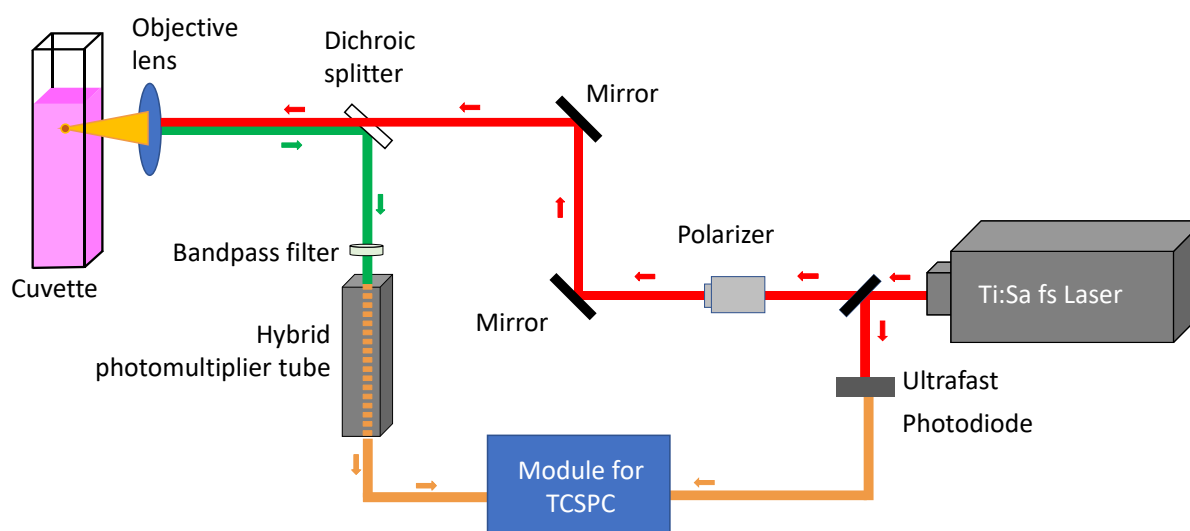 Objective
lens
Dichroic
splitter
Mirror
Polarizer
Ti:Sa fs Laser
Bandpass filter
Cuvette
Mirror
Hybrid
photomultiplier tube
Ultrafast
Photodiode
Module for
TCSPC